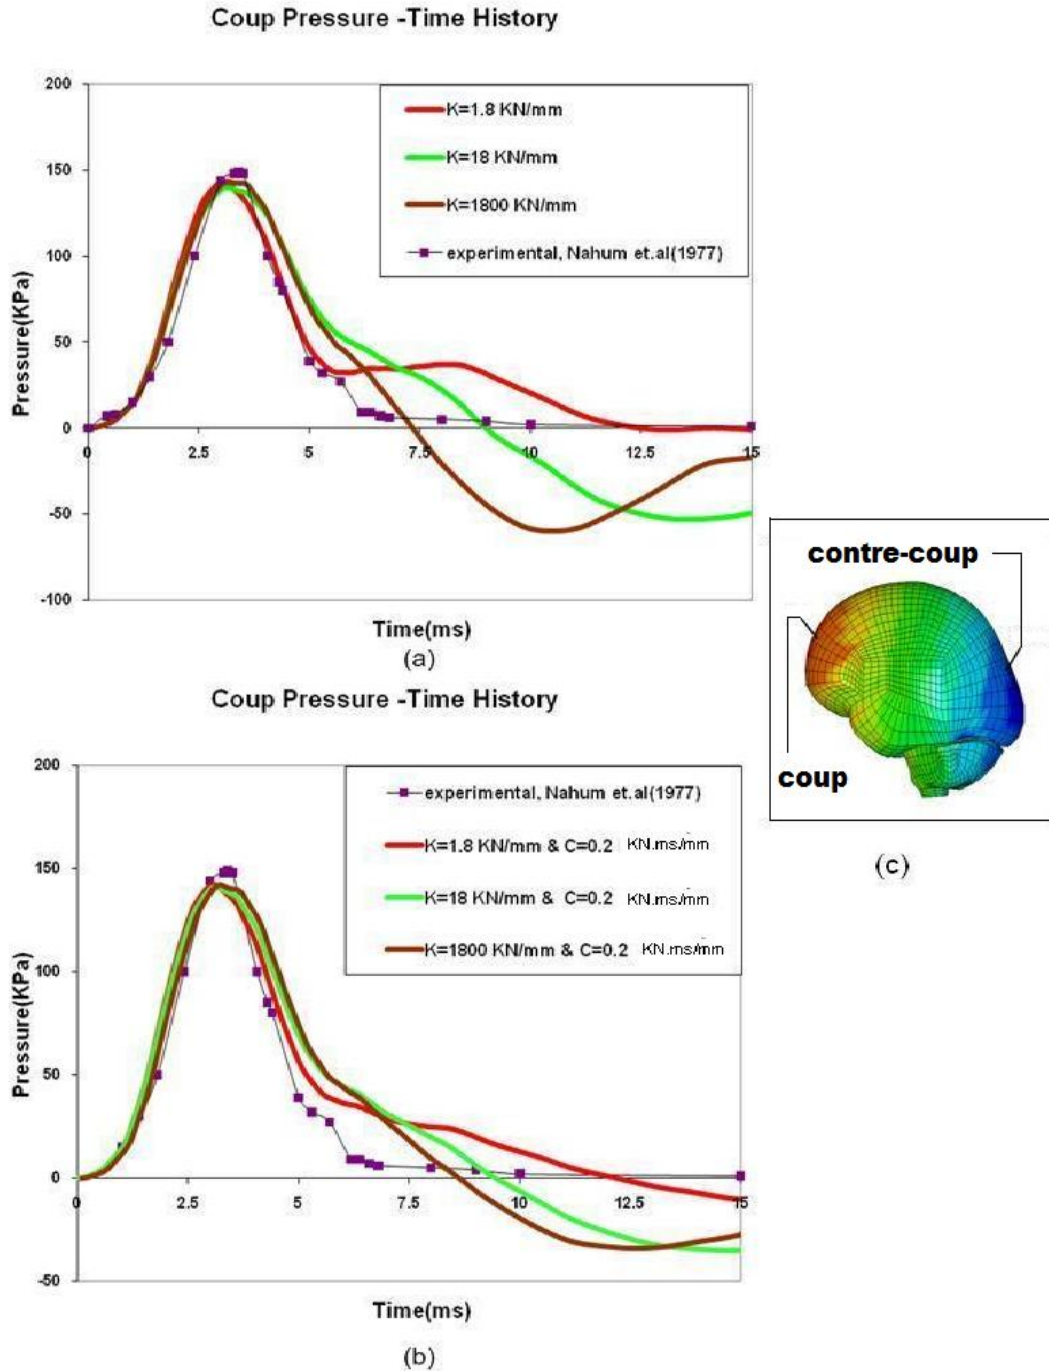 Coup Pressure -Time History
200
150
100
50
0
-50
-100
Pressure(KPa)
K=1.8 KN/mm
K=18 KN/mm
K=1800 KN/mm
experimental, Nahum et.al(1977)
0 2.5 5 7.5 10 12.5 15
Time(ms)
(a)
Coup Pressure -Time History
200
150
100
50
0
-50
Pressure(KPa)
experimental, Nahum et.al(1977)
K=1.8 KN/mm & C=0.2 KN.ms/mm
K=18 KN/mm & C=0.2 KN.ms/mm
K=1800 KN/mm & C=0.2 KN.ms/mm
0 2.5 5 7.5 10 12.5 15
Time(ms)
(b)
contre-coup
coup
(c)